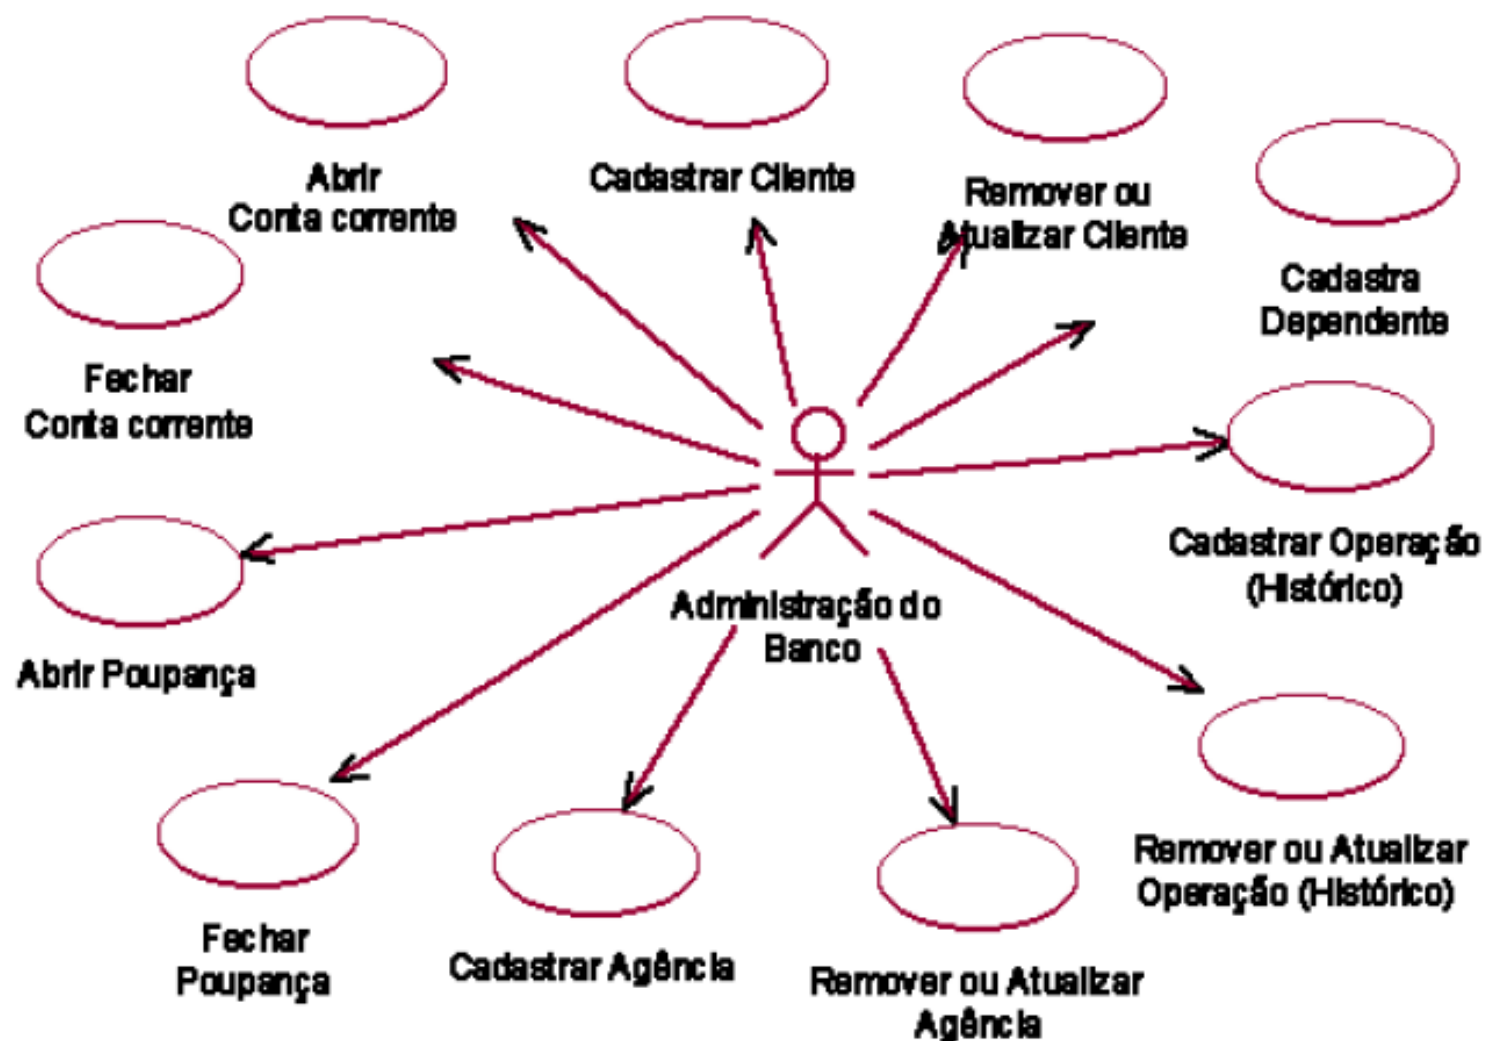 Abrir
Conta corrente
Cadastrar Cliente
Remover ou
Atualizar Cliente
Cadastra
Dependente
Fechar
Conta corrente
Cadastrar Operação
(Histórico)
Administração do
Banco
Abrir Poupança
Remover ou Atualizar
Operação (Histórico)
Fechar
Poupança
Cadastrar Agência
Remover ou Atualizar
Agência